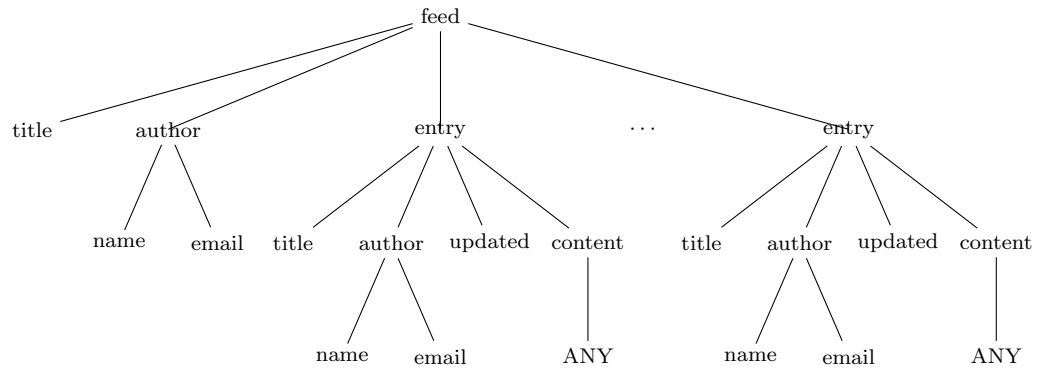 feed
title author entry ... entry
name email title author updated content title author updated content
name email ANY name email ANY